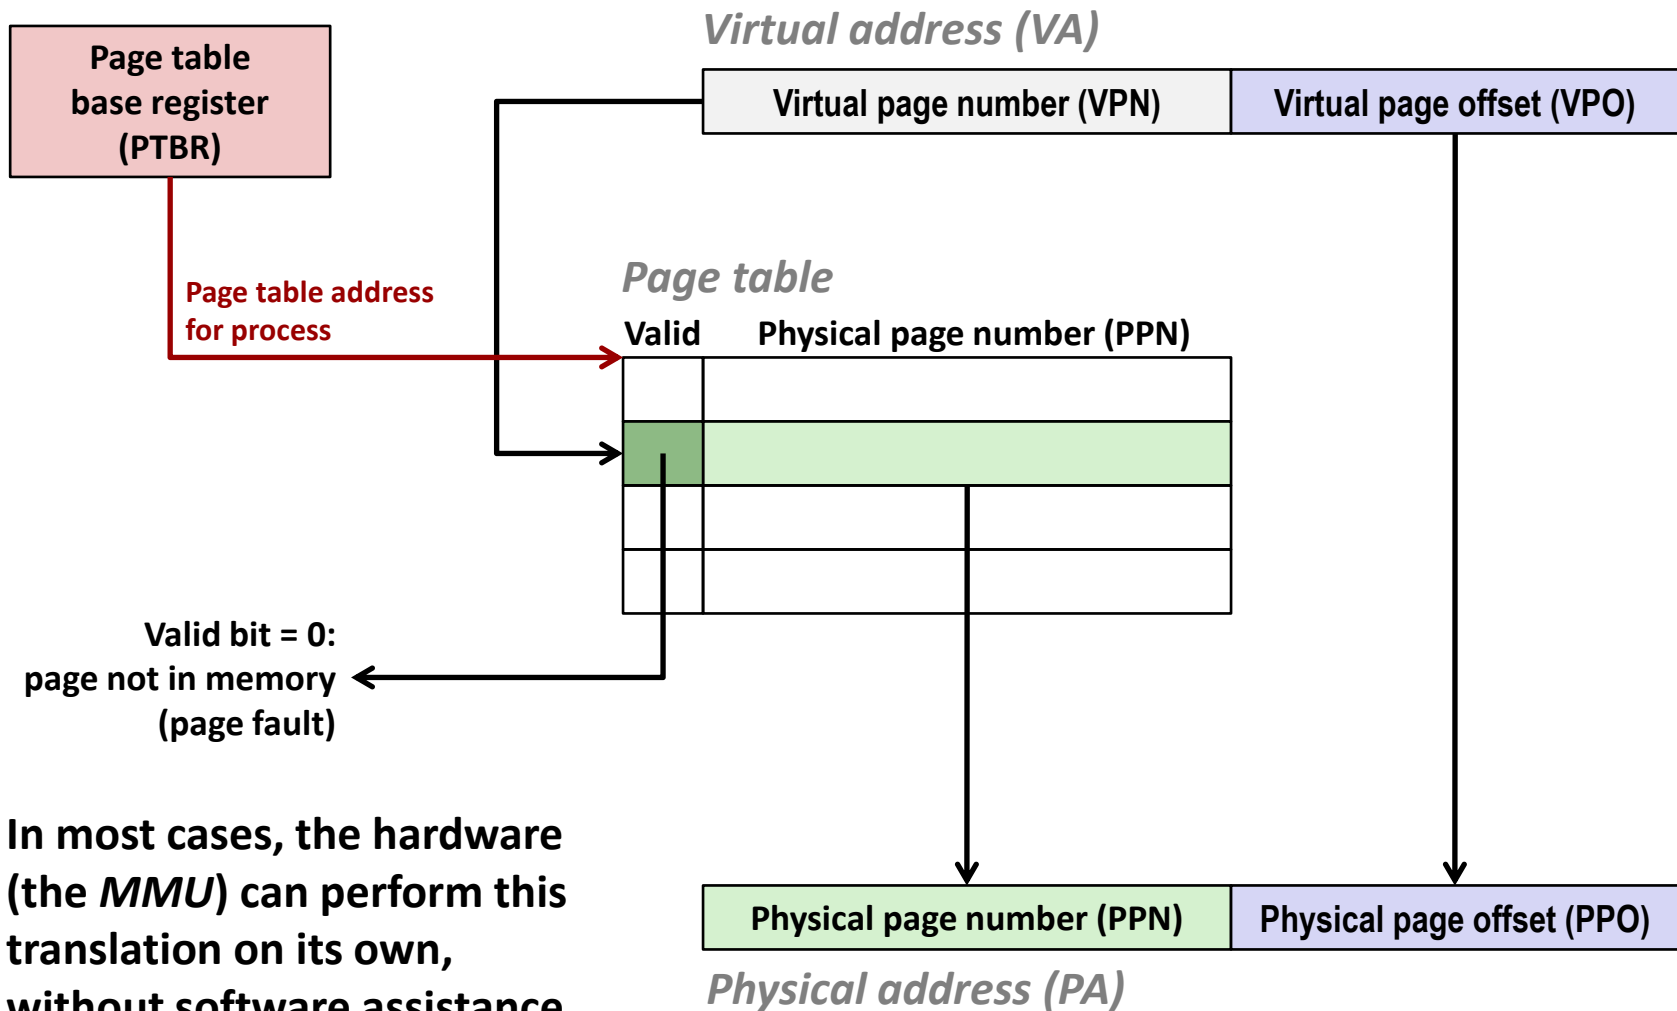 Virtual address (VA)
Page table
base register
(PTBR)
Virtual page number (VPN)
Virtual page offset (VPO)
Page table address
for process
Page table
Valid
Physical page number (PPN)
Valid bit = 0:
page not in memory
(page fault)
In most cases, the hardware
(the MMU) can perform this
translation on its own,
without software assistance
Physical page number (PPN)
Physical page offset (PPO)
Physical address (PA)